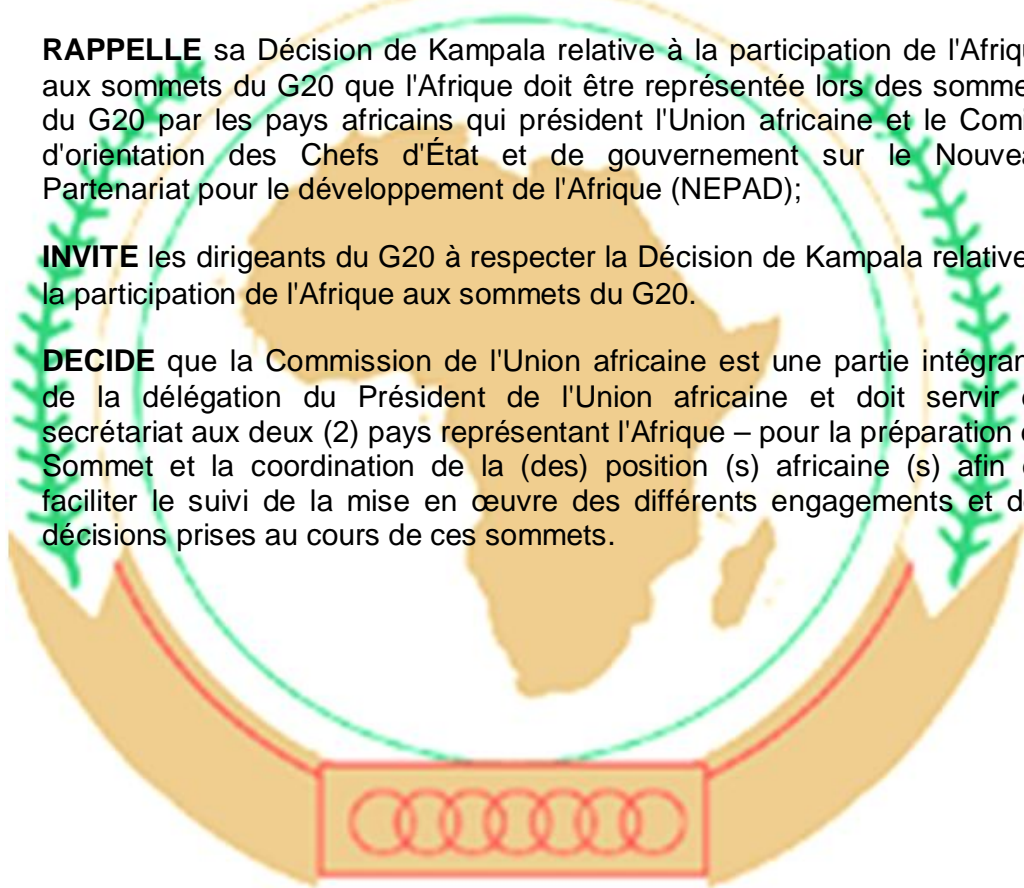 RAPPELLE sa Décision de Kampala relative à la participation de l'Afriqu
aux sommets du G20 que l'Afrique doit être représentée lors des somme
du G20 par les pays africains qui président l'Union africaine et le Comi
d'orientation des Chefs d'État et de gouvernement sur le Nouvea
Partenariat pour le développement de l'Afrique (NEPAD);
INVITE les dirigeants du G20 à respecter la Décision de Kampala relative
la participation de l'Afrique aux sommets du G20.
DECIDE que la Commission de l'Union africaine est une partie intégran
de la délégation du Président de l'Union africaine et doit servir
secrétariat aux deux (2) pays représentant l'Afrique – pour la préparation
Sommet et la coordination de la (des) position (s) africaine (s) afin
faciliter le suivi de la mise en œuvre des différents engagements et d
décisions prises au cours de ces sommets.